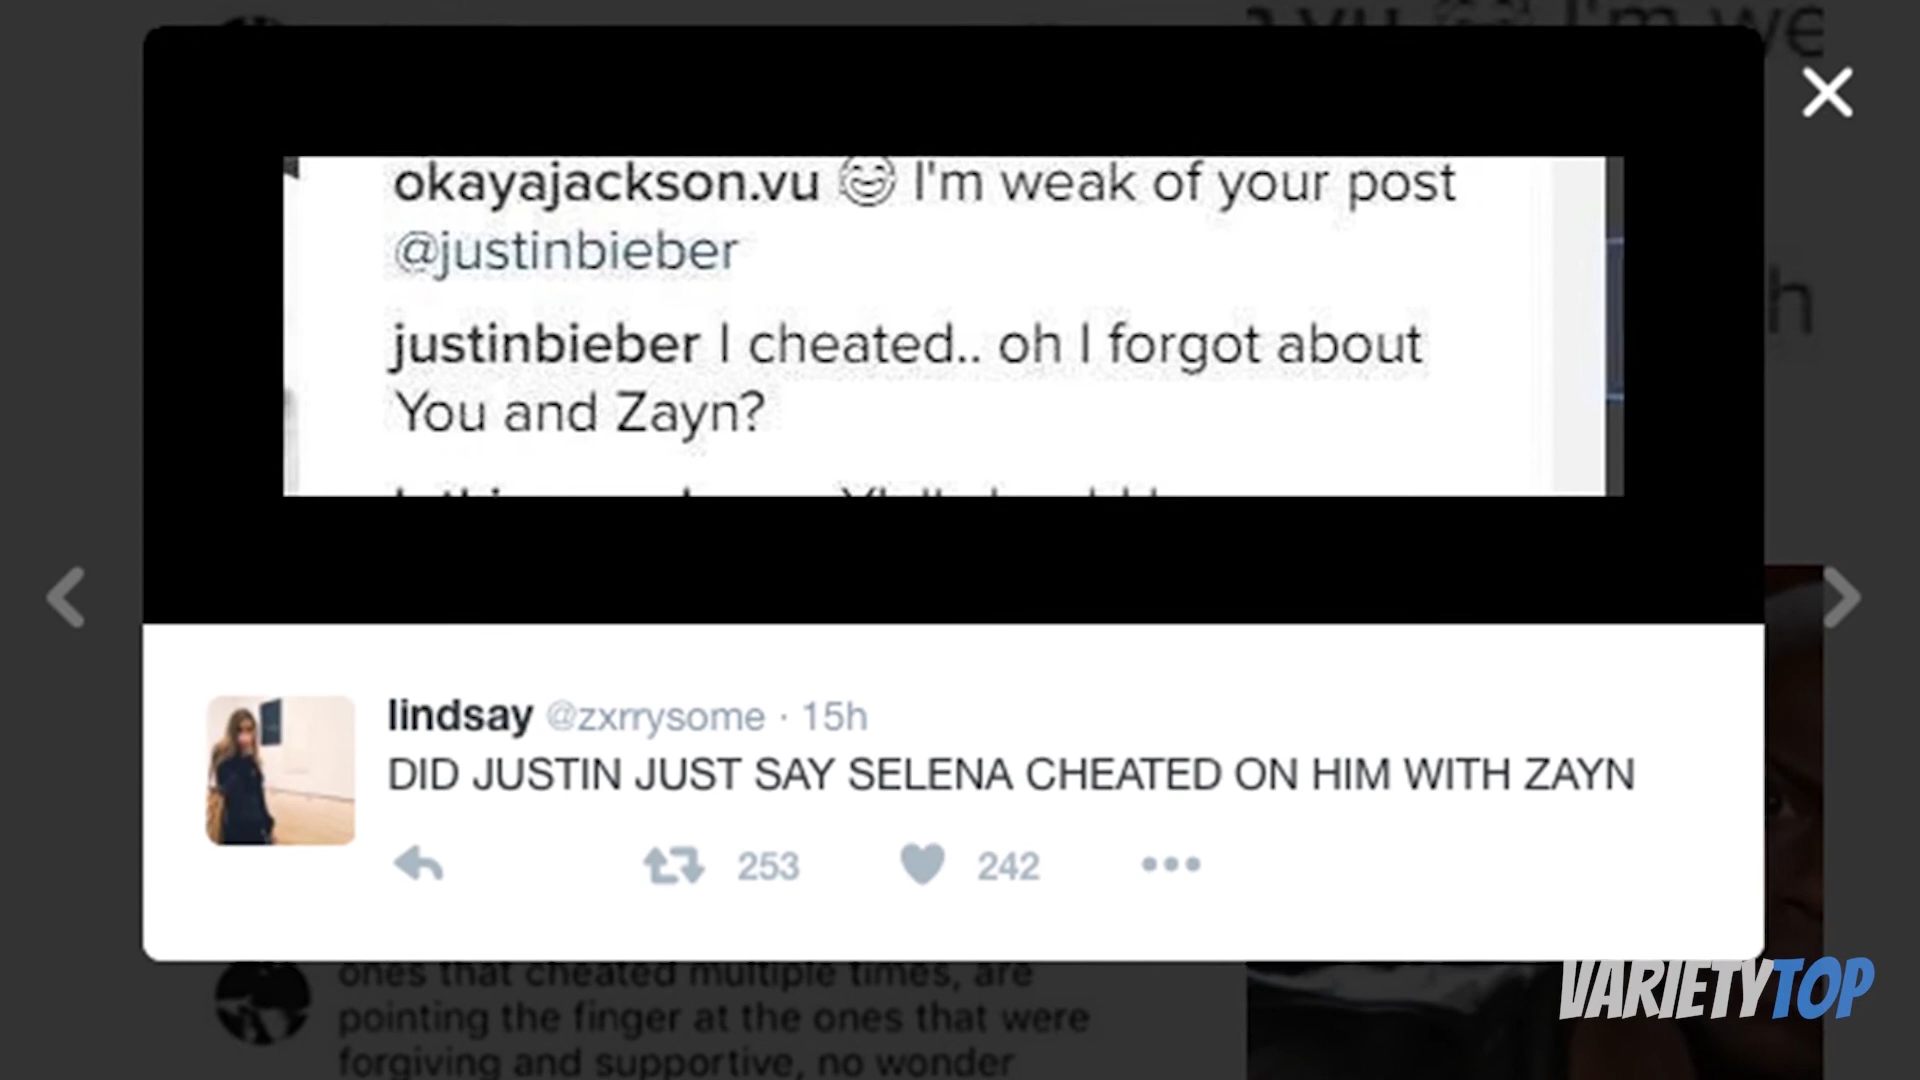 I'm we
okayajackson.vu 😂 I'm weak of your post
@justinbieber
justinbieber I cheated.. oh I forgot about
You and Zayn?
h
lindsay @zxrrysome · 15h
DID JUSTIN JUST SAY SELENA CHEATED ON HIM WITH ZAYN
253 242
ones that cheated multiple times, are
pointing the finger at the ones that were
forgiving and supportive, no wonder
VARIETYTOP